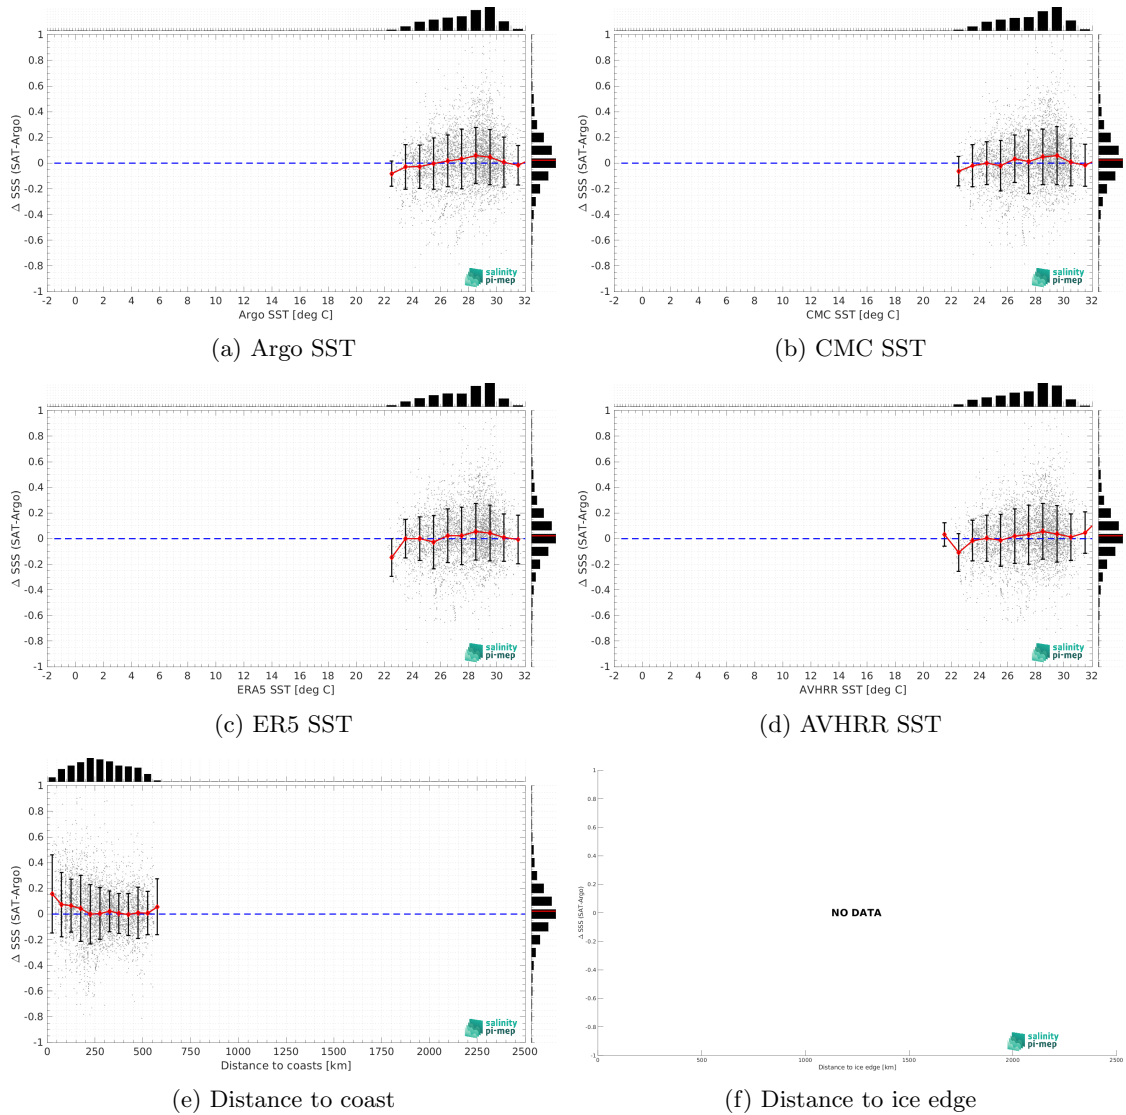 1
0.8
0.6
0.4
0.2
0
-0.2
-0.4
-0.6
-0.8
-1
Δ SSS (SAT-Argo)
salinity
pi-mep
-2 0 2 4 6 8 10 12 14 16 18 20 22 24 26 28 30 32
Argo SST [deg C]
(a) Argo SST
1
0.8
0.6
0.4
0.2
0
-0.2
-0.4
-0.6
-0.8
-1
Δ SSS (SAT-Argo)
salinity
pi-mep
-2 0 2 4 6 8 10 12 14 16 18 20 22 24 26 28 30 32
CMC SST [deg C]
(b) CMC SST
1
0.8
0.6
0.4
0.2
0
-0.2
-0.4
-0.6
-0.8
-1
Δ SSS (SAT-Argo)
salinity
pi-mep
-2 0 2 4 6 8 10 12 14 16 18 20 22 24 26 28 30 32
ERA5 SST [deg C]
(c) ER5 SST
1
0.8
0.6
0.4
0.2
0
-0.2
-0.4
-0.6
-0.8
-1
Δ SSS (SAT-Argo)
salinity
pi-mep
-2 0 2 4 6 8 10 12 14 16 18 20 22 24 26 28 30 32
AVHRR SST [deg C]
(d) AVHRR SST
1
0.8
0.6
0.4
0.2
0
-0.2
-0.4
-0.6
-0.8
-1
Δ SSS (SAT-Argo)
salinity
pi-mep
0 250 500 750 1000 1250 1500 1750 2000 2250 2500
Distance to coasts [km]
(e) Distance to coast
1
0.8
0.6
0.4
0.2
0
-0.2
-0.4
-0.6
-0.8
-1
Δ SSS (SAT-Argo)
NO DATA
salinity
pi-mep
0 500 1000 1500 2000 2500
Distance to ice edge [km]
(f) Distance to ice edge